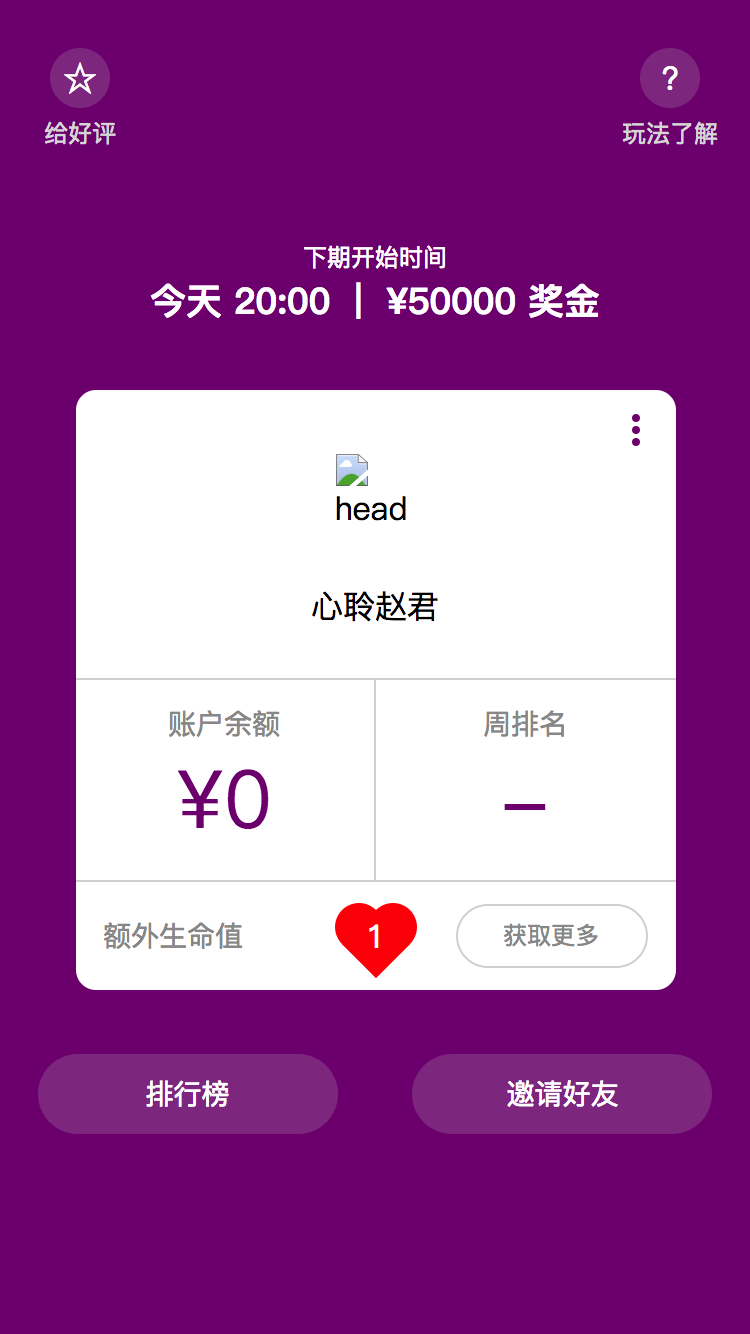 ☆
?
给好评
玩法了解
下期开始时间
今天 20:00 | ¥50000 奖金
head
心聆赵君
账户余额
周排名
¥0
–
额外生命值
1
获取更多
排行榜
邀请好友